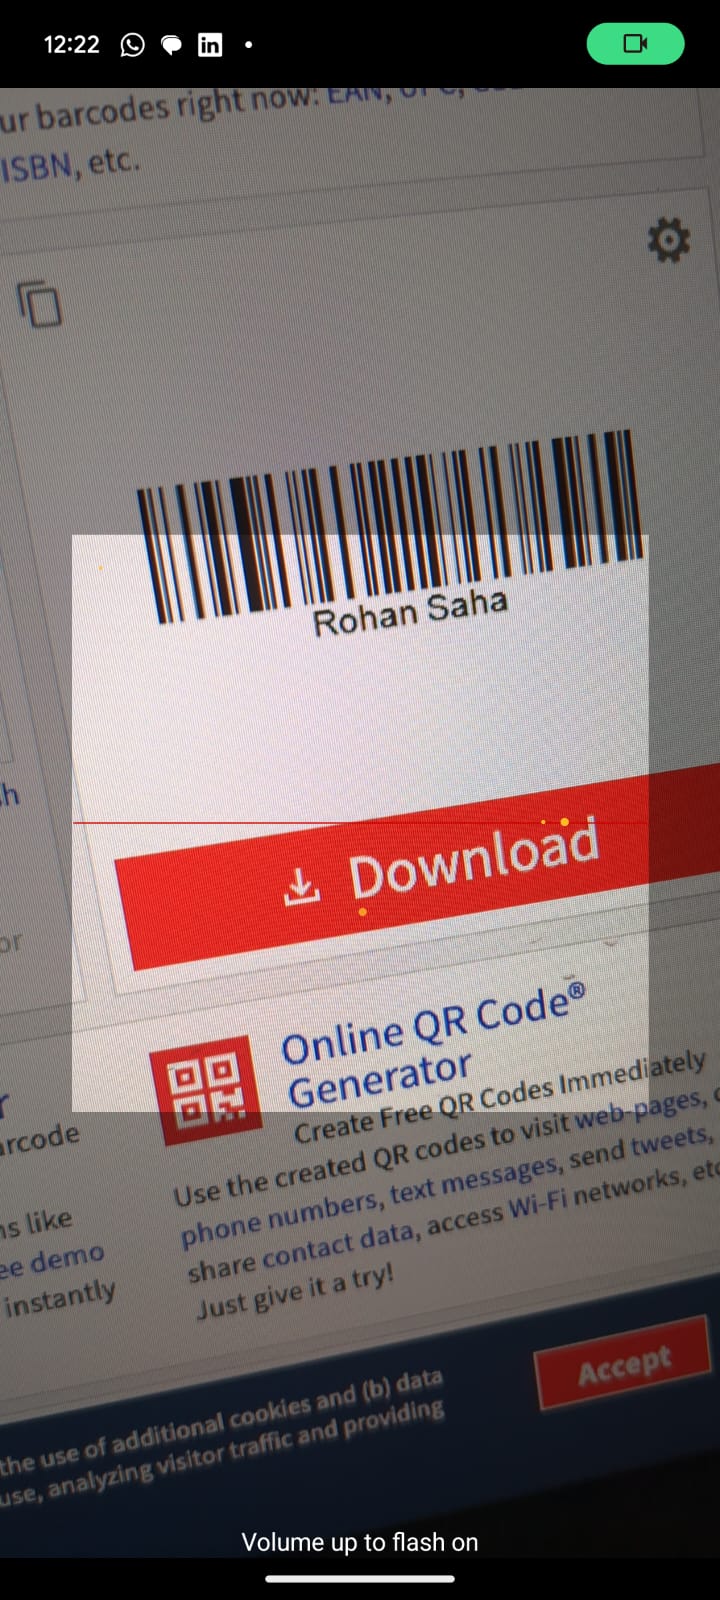 12:22
ur barcodes right now: EAN,
ISBN, etc.
Rohan Saha
h
Download
or
Online QR Code®
Generator
Create Free QR Codes Immediately
arcode
Use the created QR codes to visit web-pages,
phone numbers, text messages, send tweets,
ns like
share contact data, access Wi-Fi networks, etc
ee demo
Just give it a try!
instantly
Accept
the use of additional cookies and (b) data
use, analyzing visitor traffic and providing
Volume up to flash on